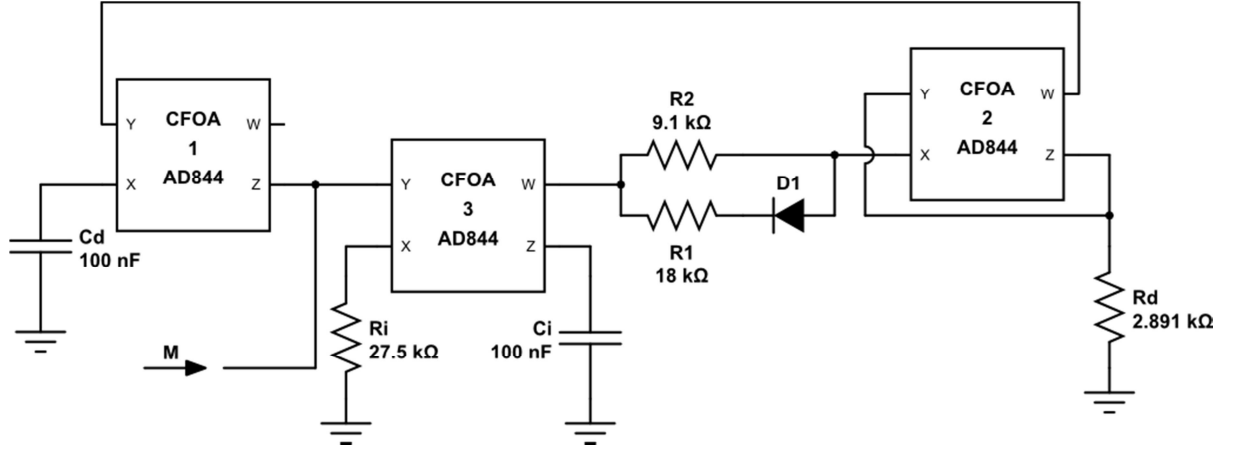 CFOA
1
AD844
Y
W
X
Z
Cd
100 nF
M
CFOA
3
AD844
Y
W
X
Z
Ri
27.5 kΩ
Ci
100 nF
R2
9.1 kΩ
D1
R1
18 kΩ
CFOA
2
AD844
Y
W
X
Z
Rd
2.891 kΩ